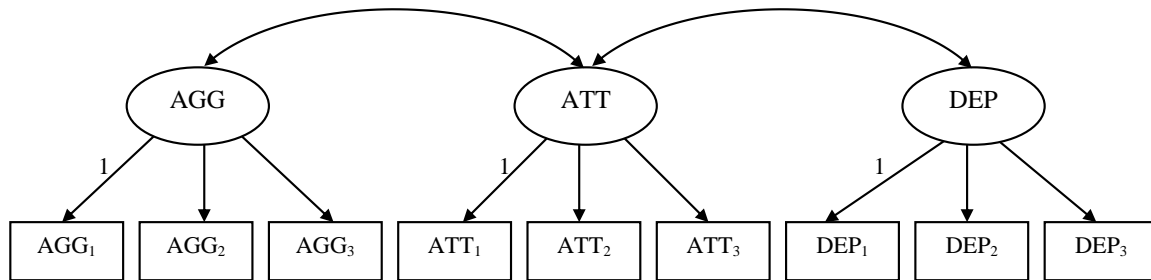 AGG ATT DEP
1 1 1
AGG₁ AGG₂ AGG₃ ATT₁ ATT₂ ATT₃ DEP₁ DEP₂ DEP₃